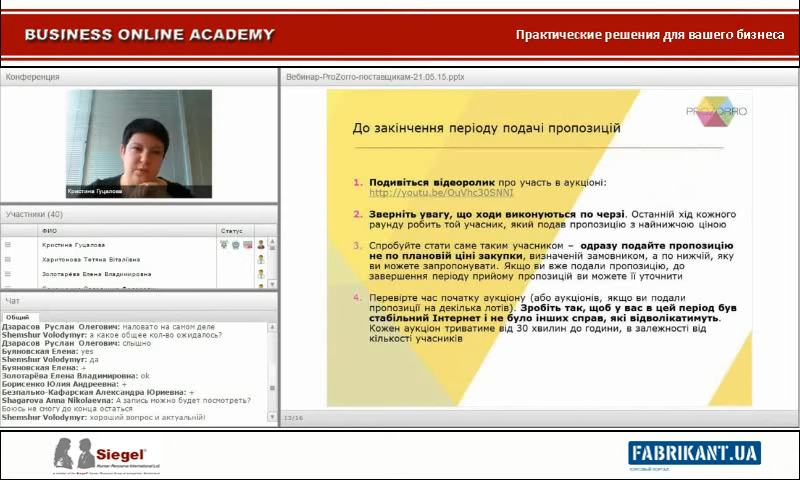 BUSINESS ONLINE ACADEMY
Практические решения для вашего бизнеса
Конференция
Кристина Гуцалова
Участники (40)
ФИО
Статус
Кристина Гуцалова
Харитонова Тетяна Віталіївна
Золотарёва Елена Владимировна
Чат
Общий
Дзарасов Руслан Олегович: маловато на самом деле
Shemshur Volodymyr: а какое общее кол-во ожидалось?
Дзарасов Руслан Олегович: слышно
Буяновская Елена: yes
Shemshur Volodymyr: да
Буяновская Елена: +
Золотарёва Елена Владимировна: ok
Борисенко Юлия Андреевна: +
Безпалько-Кафарская Александра Юриевна: +
Shagarova Anna Nikolaevna: А запись можно будет посмотреть?
Боюсь не смогу до конца остаться
Shemshur Volodymyr: хороший вопрос и актуальній!
Вебинар-ProZorro-поставщикам-21.05.15.pptx
PROZORRO
До закінчення періоду подачі пропозицій
1. Подивіться відеоролик про участь в аукціоні:
http://youtu.be/OuVhc30SNNI
2. Зверніть увагу, що ходи виконуються по черзі. Останній хід кожного
раунду робить той учасник, який подав пропозицію з найнижчою ціною
3. Спробуйте стати саме таким учасником – одразу подайте пропозицію
не по плановій ціні закупки, визначеній замовником, а по нижчій, яку
ви можете запропонувати. Якщо ви вже подали пропозицію, до
завершення періоду прийому пропозицій ви можете її уточнити
4. Перевірте час початку аукціону (або аукціонів, якщо ви подали
пропозиції на декілька лотів). Зробіть так, щоб у вас в цей період був
стабільний Інтернет і не було інших справ, які відволікатимуть.
Кожен аукціон триватиме від 30 хвилин до години, в залежності від
кількості учасників
13/16
Siegel
Human Resource International Ltd.
FABRIKANT.UA
ТОРГОВЫЙ ПОРТАЛ